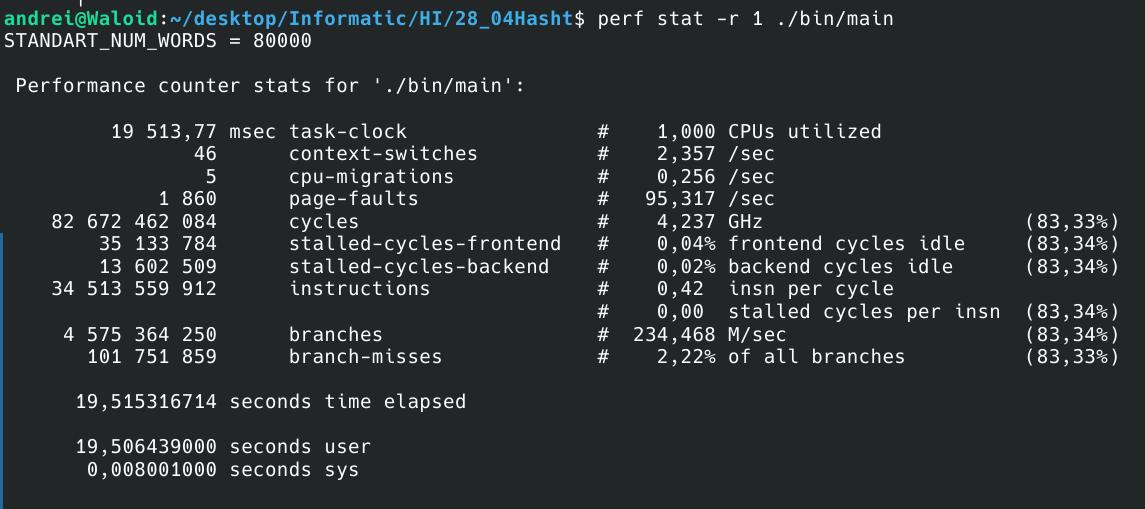 andrei@Waloid:~/desktop/Informatic/HI/28_04Hasht$ perf stat -r 1 ./bin/main
STANDART_NUM_WORDS = 80000
Performance counter stats for './bin/main':
19 513,77 msec task-clock # 1,000 CPUs utilized
46 context-switches # 2,357 /sec
5 cpu-migrations # 0,256 /sec
1 860 page-faults # 95,317 /sec
82 672 462 084 cycles # 4,237 GHz (83,33%)
35 133 784 stalled-cycles-frontend # 0,04% frontend cycles idle (83,34%)
13 602 509 stalled-cycles-backend # 0,02% backend cycles idle (83,34%)
34 513 559 912 instructions # 0,42 insn per cycle
# 0,00 stalled cycles per insn (83,34%)
4 575 364 250 branches # 234,468 M/sec (83,34%)
101 751 859 branch-misses # 2,22% of all branches (83,33%)
19,515316714 seconds time elapsed
19,506439000 seconds user
0,008001000 seconds sys